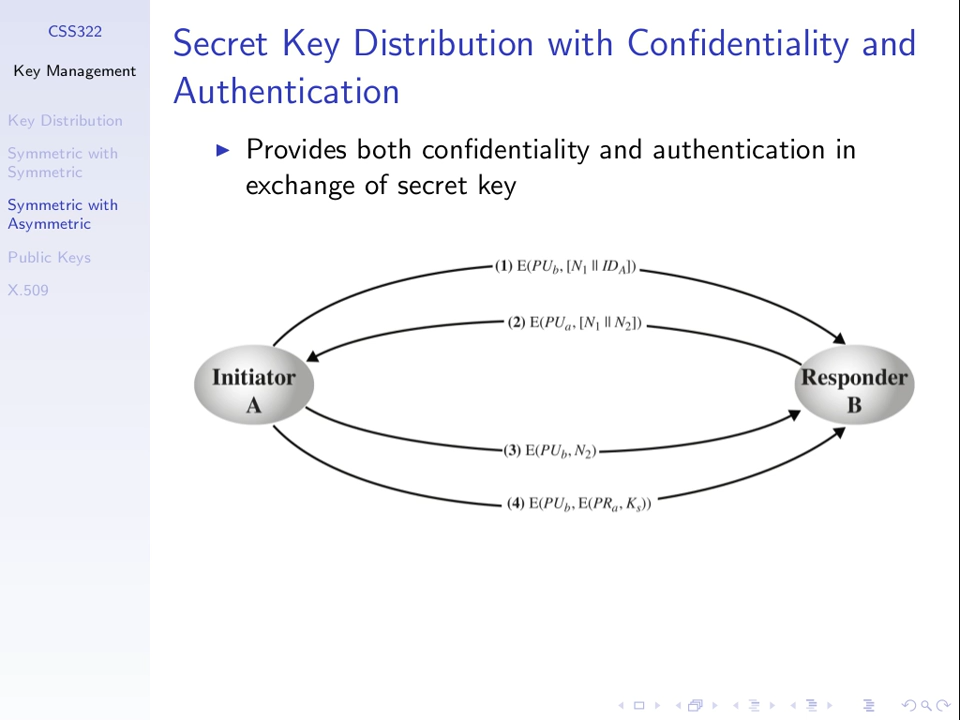 CSS322
Key Management
Key Distribution
Symmetric with
Symmetric
Symmetric with
Asymmetric
Public Keys
X.509
Secret Key Distribution with Confidentiality and
Authentication
► Provides both confidentiality and authentication in
exchange of secret key
(1) E(PU_b, [N_1 || ID_A])
(2) E(PU_a, [N_1 || N_2])
Initiator
A
Responder
B
(3) E(PU_b, N_2)
(4) E(PU_b, E(PR_a, K_s))